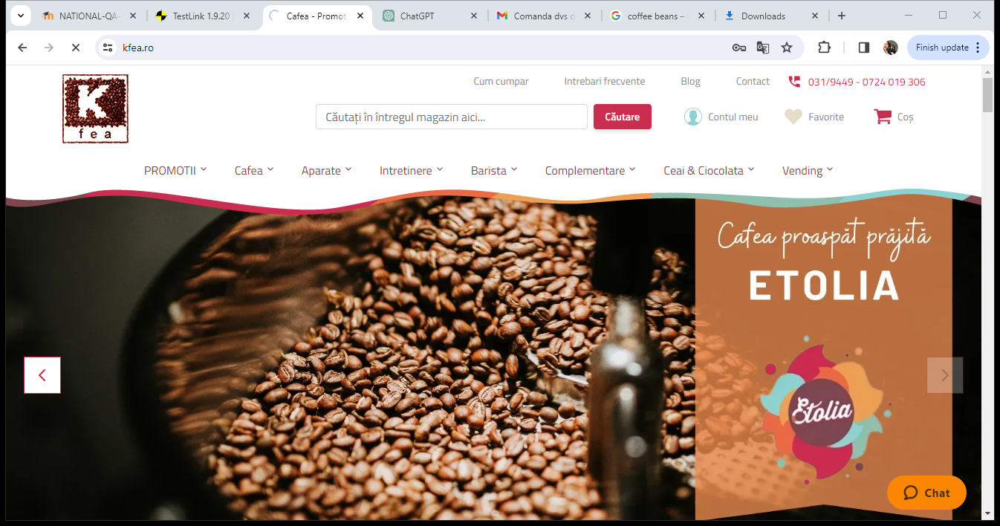 NATIONAL-QA-
TestLink 1.9.20
Cafea - Promot
ChatGPT
Comanda dvs d
coffee beans –
Downloads
kfea.ro
Finish update
Cum cumpar
Intrebari frecvente
Blog
Contact
031/9449 - 0724 019 306
K
fea
Căutați în întregul magazin aici...
Căutare
Contul meu
Favorite
Coș
PROMOTII
Cafea
Aparate
Intretinere
Barista
Complementare
Ceai & Ciocolata
Vending
Cafea proaspăt prăjită
ETOLIA
Etolia
Chat